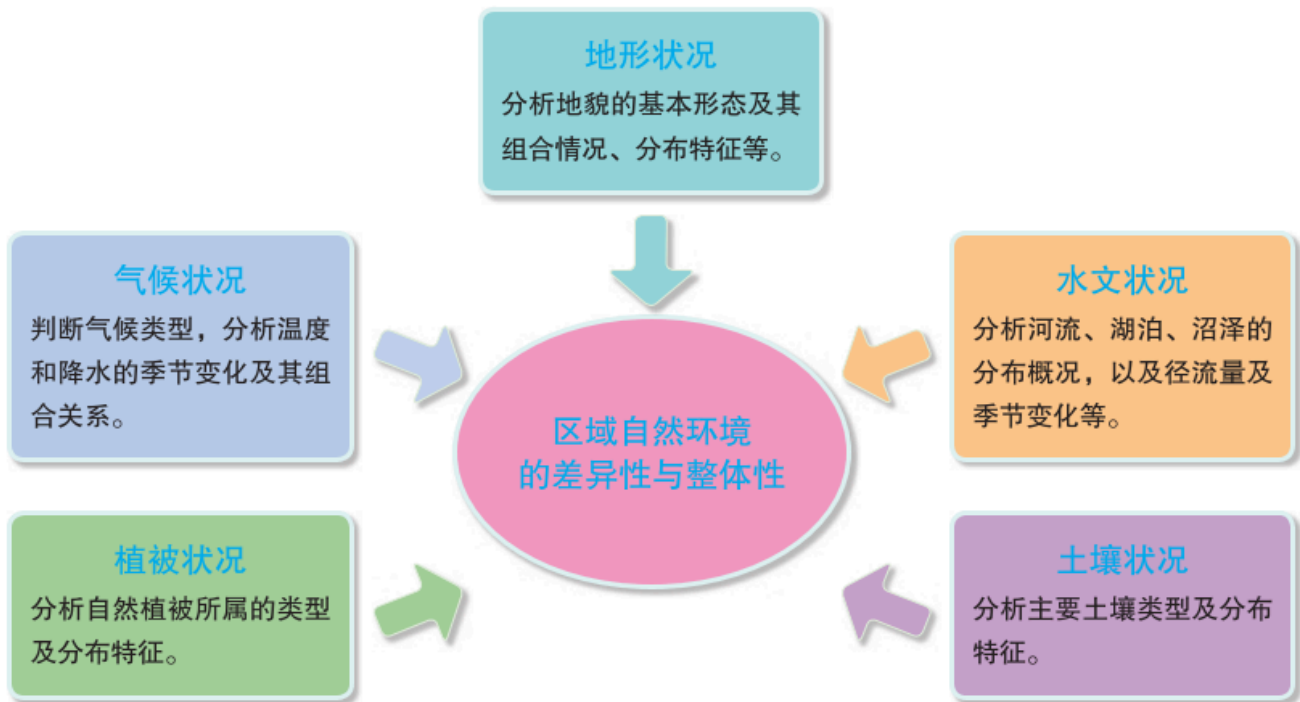 地形状况
分析地貌的基本形态及其
组合情况、分布特征等。
气候状况
判断气候类型，分析温度
和降水的季节变化及其组
合关系。
水文状况
分析河流、湖泊、沼泽的
分布概况，以及径流量及
季节变化等。
区域自然环境
的差异性与整体性
植被状况
分析自然植被所属的类型
及分布特征。
土壤状况
分析主要土壤类型及分布
特征。